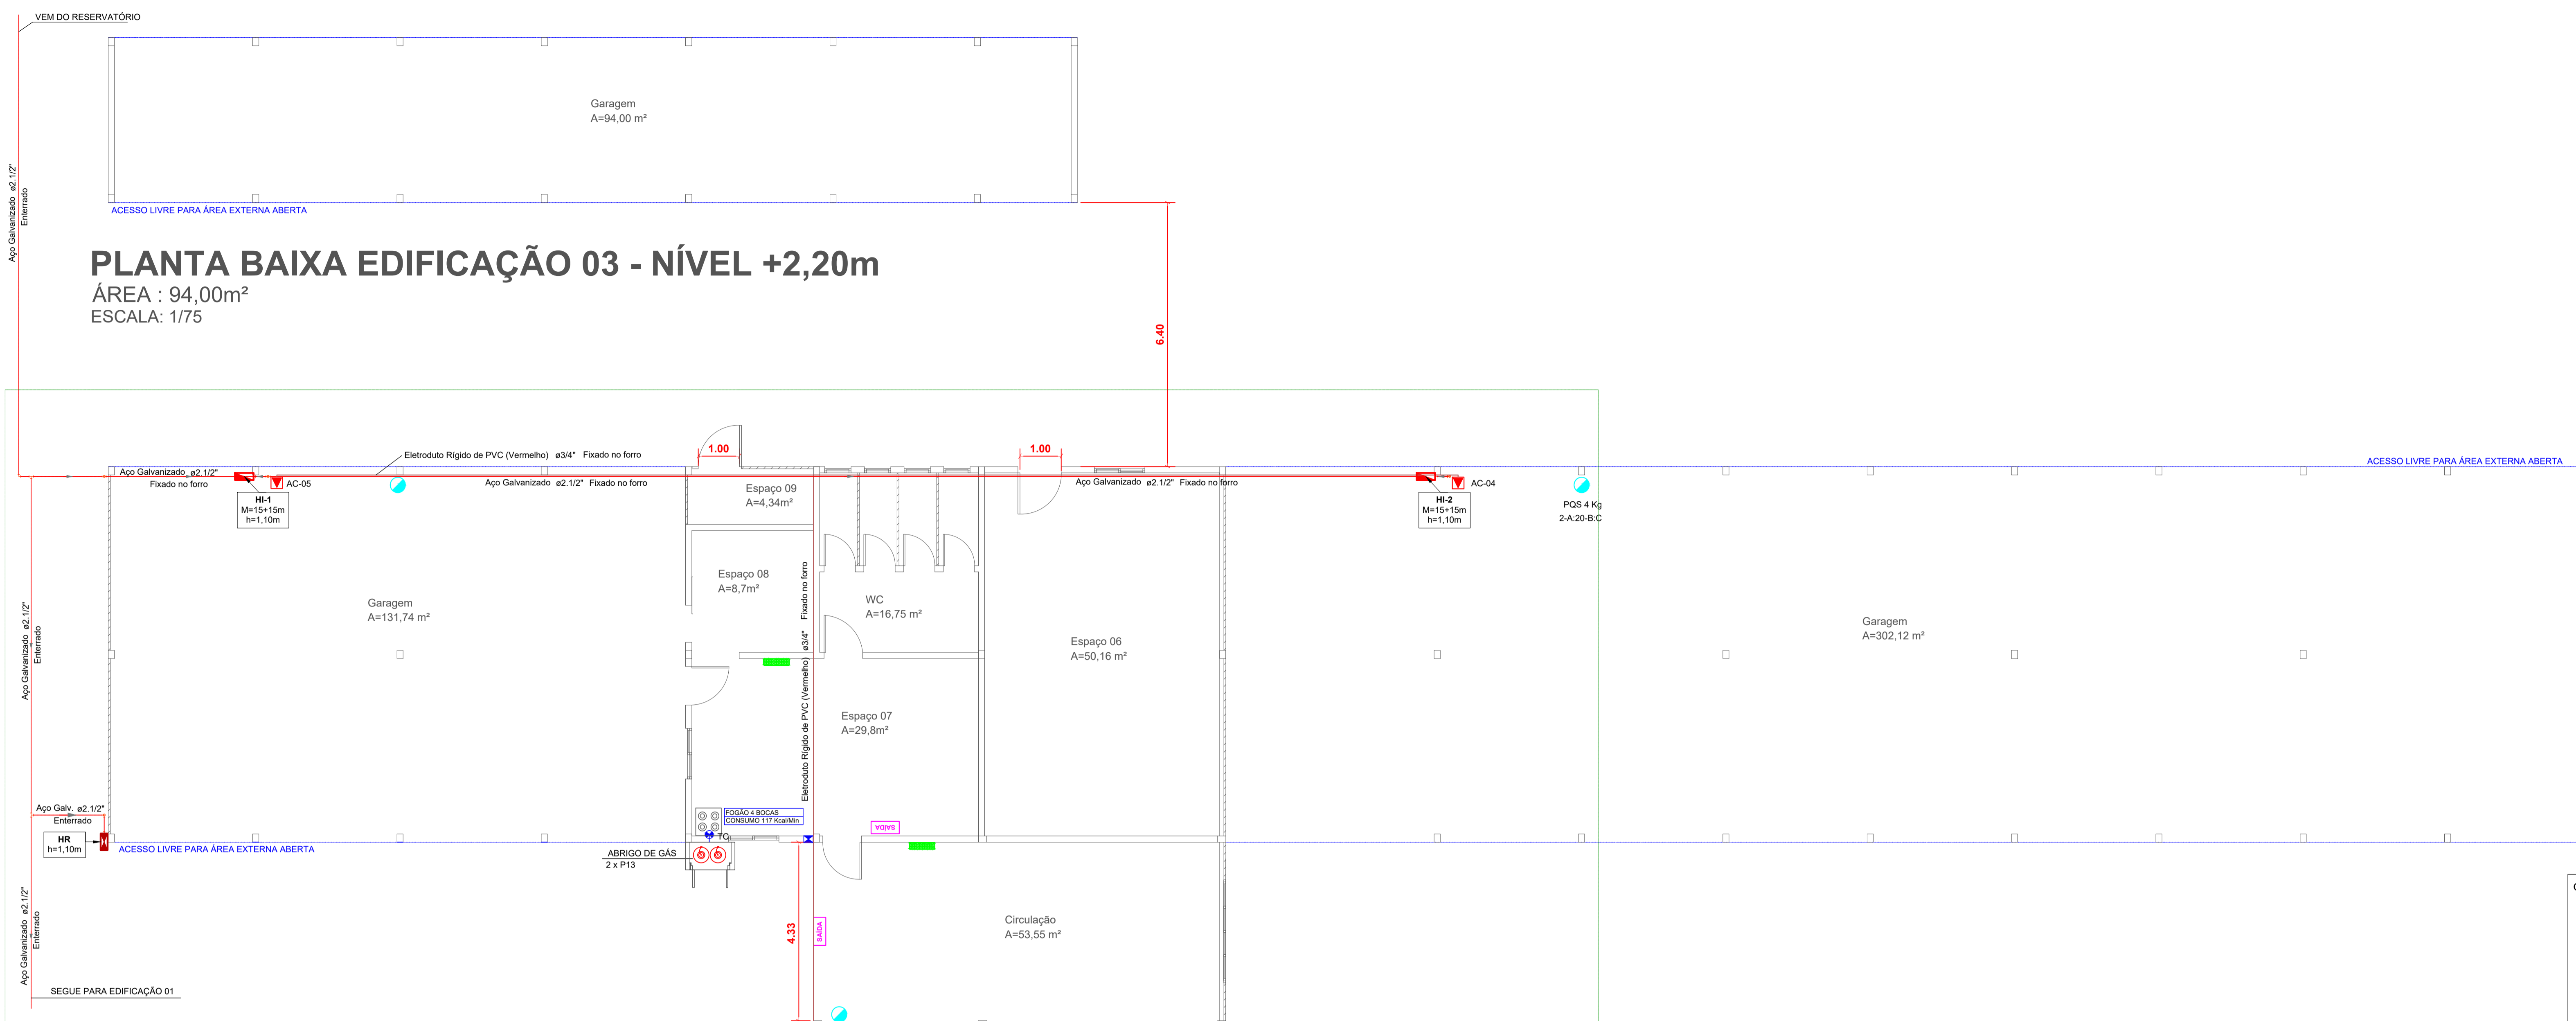 VEM DO RESERVATÓRIO
Garagem
A=94,00 m²
Aço Galvanizado ø2.1/2"
Enterrado
ACESSO LIVRE PARA ÁREA EXTERNA ABERTA
PLANTA BAIXA EDIFICAÇÃO 03 - NÍVEL +2,20m
ÁREA : 94,00m²
ESCALA: 1/75
6.40
1.00
1.00
Eletroduto Rígido de PVC (Vermelho) ø3/4" Fixado no forro
ACESSO LIVRE PARA ÁREA EXTERNA ABERTA
Aço Galvanizado ø2.1/2"
Fixado no forro
AC-05
Aço Galvanizado ø2.1/2" Fixado no forro
Aço Galvanizado ø2.1/2" Fixado no forro
AC-04
HI-1
M=15+15m
h=1,10m
Espaço 09
A=4,34m²
HI-2
M=15+15m
h=1,10m
PQS 4 Kg
2-A:20-B:C
Espaço 08
A=8,7m²
Eletroduto Rígido de PVC (Vermelho) ø3/4" Fixado no forro
WC
A=16,75 m²
Garagem
A=131,74 m²
Aço Galvanizado ø2.1/2"
Enterrado
Espaço 06
A=50,16 m²
Garagem
A=302,12 m²
Espaço 07
A=29,8m²
Aço Galv. ø2.1/2"
Enterrado
FOGÃO 4 BOCAS
CONSUMO 117 Kcal/Min
TC
SAÍDA
HR
h=1,10m
ACESSO LIVRE PARA ÁREA EXTERNA ABERTA
ABRIGO DE GÁS
2 x P13
Aço Galvanizado ø2.1/2"
Enterrado
4.33
SAÍDA
Circulação
A=53,55 m²
SEGUE PARA EDIFICAÇÃO 01